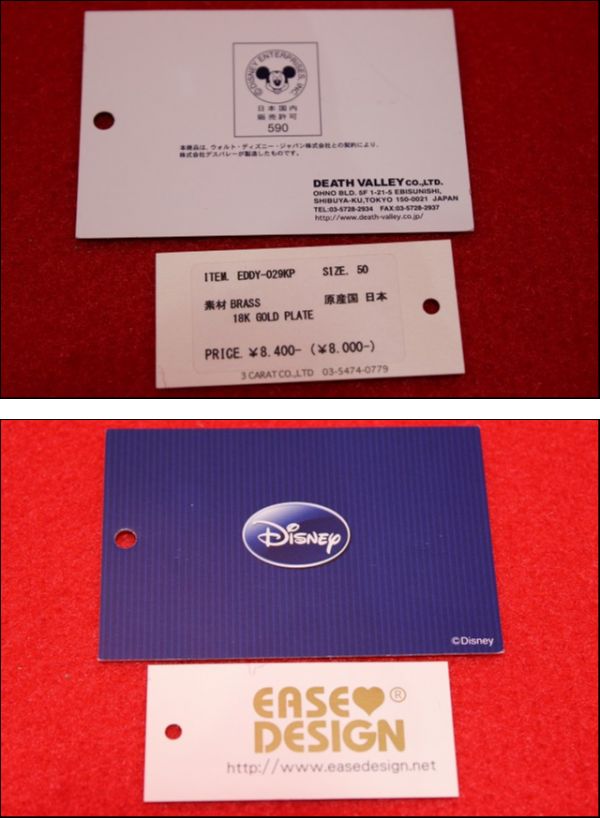 ©DISNEY ENTERPRISES, INC.
日本国内
販売許可
590
本商品は、ウォルト・ディズニー・ジャパン株式会社との契約により、
株式会社デスバレーが製造したものです。
DEATH VALLEY CO.,LTD.
OHNO BLD. 5F 1-21-5 EBISUNISHI,
SHIBUYA-KU,TOKYO 150-0021 JAPAN
TEL:03-5728-2934 FAX:03-5728-2937
http://www.death-valley.co.jp/
ITEM. EDDY-029KP SIZE. 50
素材 BRASS 原産国 日本
18K GOLD PLATE
PRICE. ¥8.400- (¥8.000-)
3 CARAT CO.,LTD 03-5474-0779
Disney
©Disney
EASE ®
DESIGN
http://www.easedesign.net